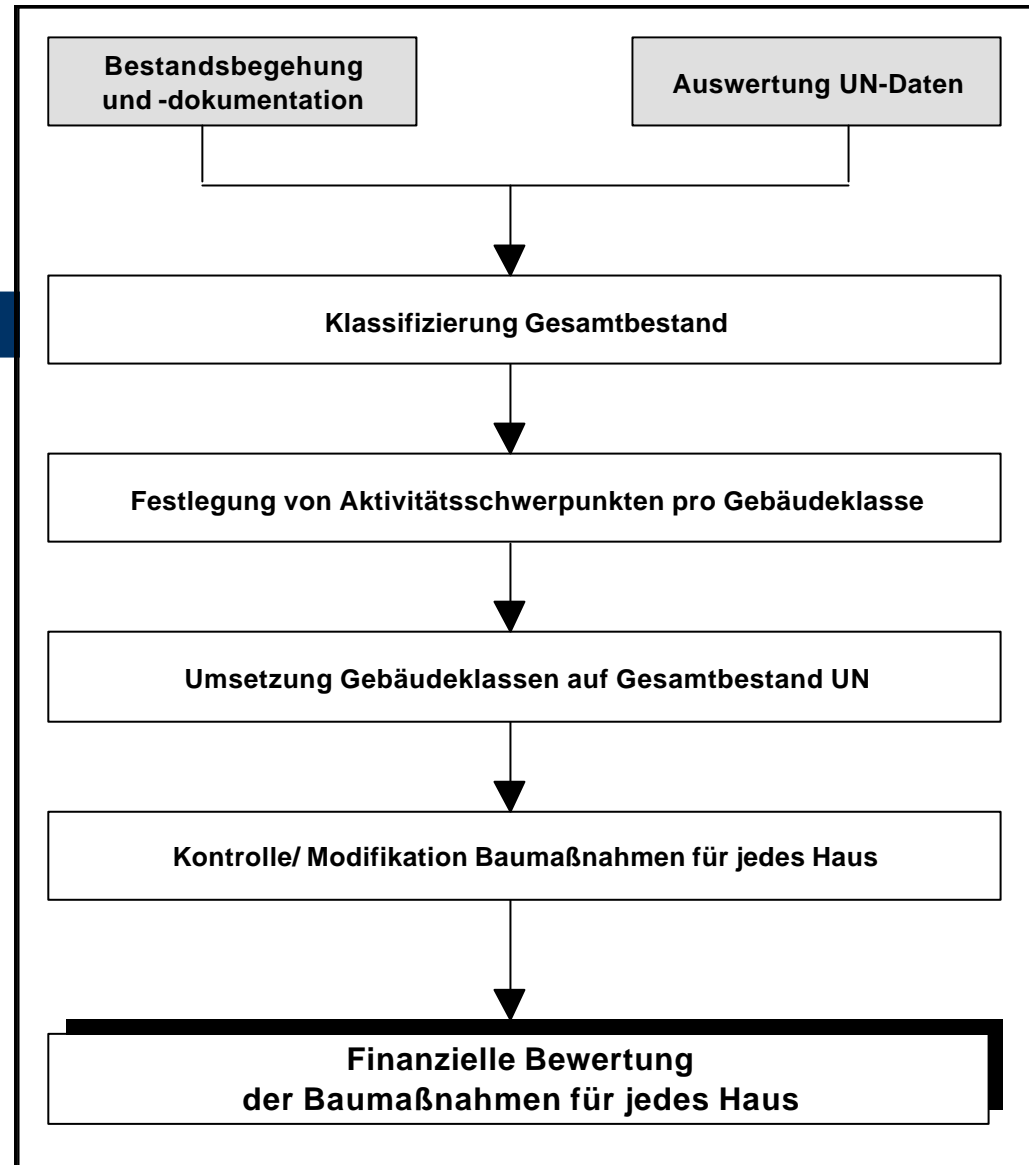 Bestandsbegehung
und -dokumentation
Auswertung UN-Daten
Klassifizierung Gesamtbestand
Festlegung von Aktivitätsschwerpunkten pro Gebäudeklasse
Umsetzung Gebäudeklassen auf Gesamtbestand UN
Kontrolle/ Modifikation Baumaßnahmen für jedes Haus
Finanzielle Bewertung
der Baumaßnahmen für jedes Haus